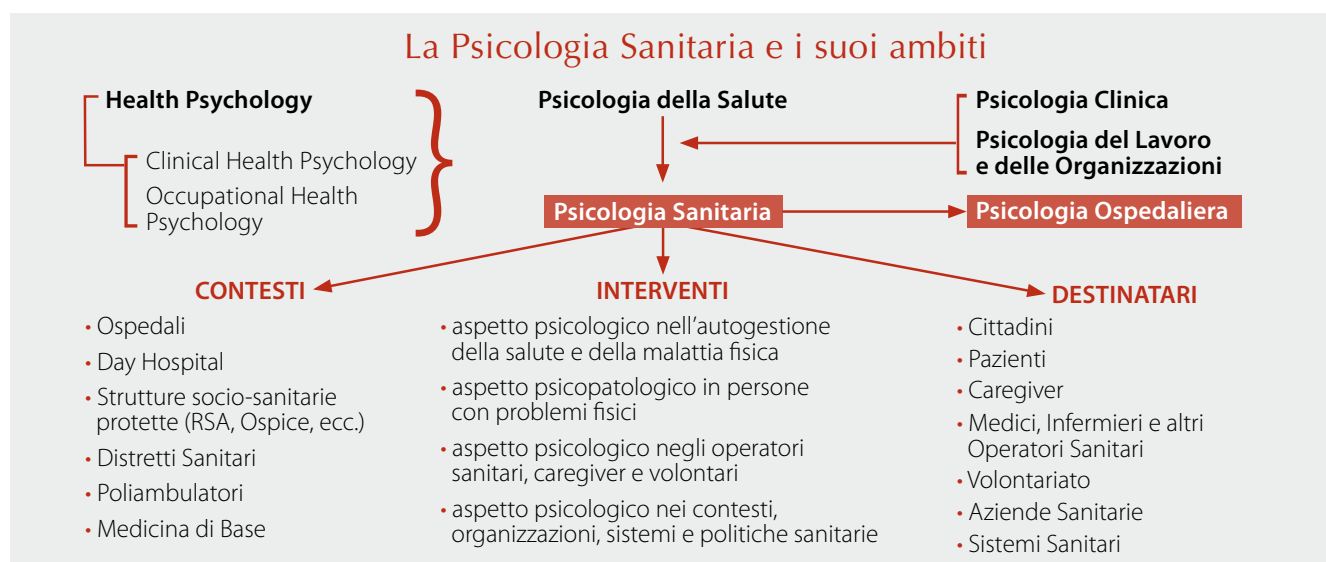 La Psicologia Sanitaria e i suoi ambiti
Health Psychology
Clinical Health Psychology
Occupational Health
Psychology
Psicologia della Salute
Psicologia Clinica
Psicologia del Lavoro
e delle Organizzazioni
Psicologia Sanitaria
Psicologia Ospedaliera
CONTESTI
• Ospedali
• Day Hospital
• Strutture socio-sanitarie
protette (RSA, Ospice, ecc.)
• Distretti Sanitari
• Poliambulatori
• Medicina di Base
INTERVENTI
• aspetto psicologico nell'autogestione
della salute e della malattia fisica
• aspetto psicopatologico in persone
con problemi fisici
• aspetto psicologico negli operatori
sanitari, caregiver e volontari
• aspetto psicologico nei contesti,
organizzazioni, sistemi e politiche sanitarie
DESTINATARI
• Cittadini
• Pazienti
• Caregiver
• Medici, Infermieri e altri
Operatori Sanitari
• Volontariato
• Aziende Sanitarie
• Sistemi Sanitari